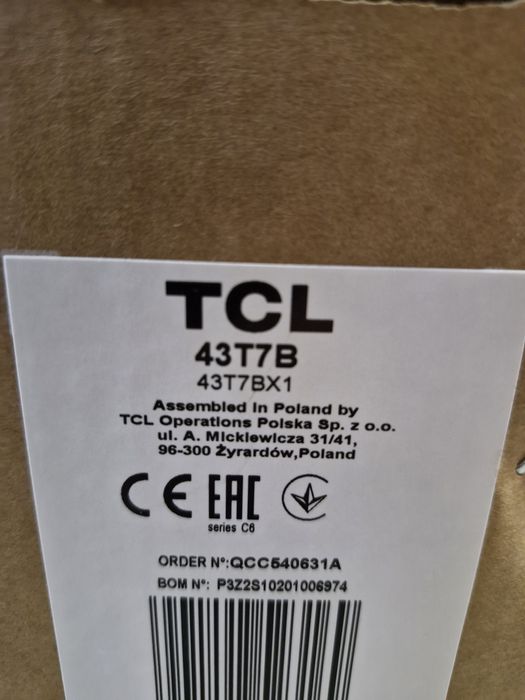 TCL
43T7B
43T7BX1
Assembled in Poland by
TCL Operations Polska Sp. z o.o.
ul. A. Mickiewicza 31/41,
96-300 Żyrardów,Poland
CE EAC
series C6
ORDER N°:QCC540631A
BOM N°: P3Z2S10201006974